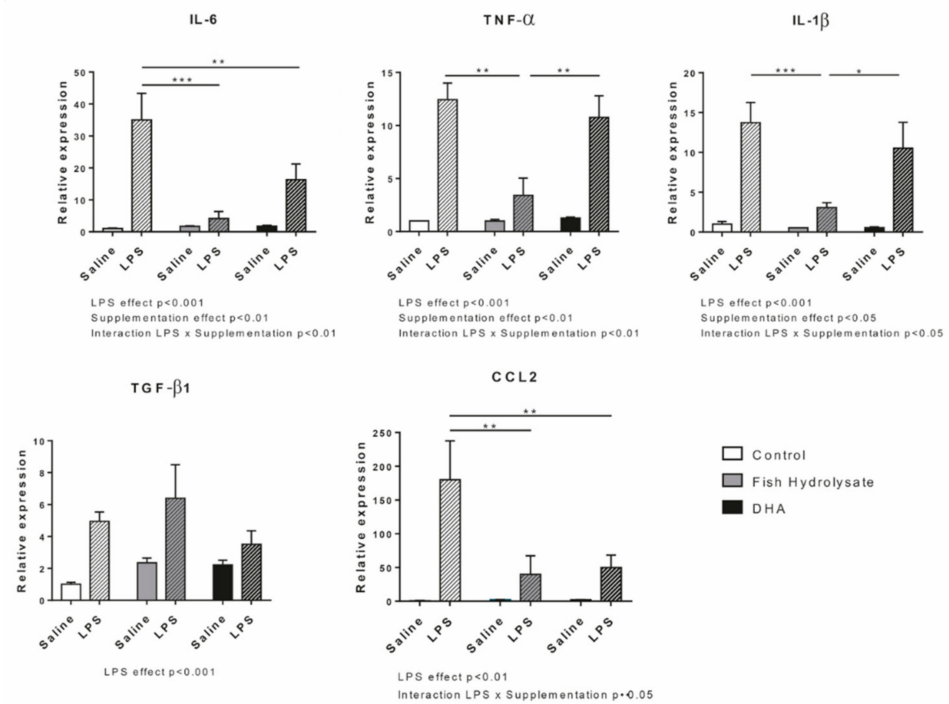 IL-6
**
***
Relative expression
50
40
30
20
10
0
Saline
LPS
Saline
LPS
Saline
LPS
LPS effect p<0.001
Supplementation effect p<0.01
Interaction LPS x Supplementation p<0.01
TNF-α
**
**
Relative expression
15
10
5
0
Saline
LPS
Saline
LPS
Saline
LPS
LPS effect p<0.001
Supplementation effect p<0.01
Interaction LPS x Supplementation p<0.01
IL-1β
***
*
Relative expression
20
15
10
5
0
Saline
LPS
Saline
LPS
Saline
LPS
LPS effect p<0.001
Supplementation effect p<0.05
Interaction LPS x Supplementation p<0.05
TGF-β1
Relative expression
10
8
6
4
2
0
Saline
LPS
Saline
LPS
Saline
LPS
LPS effect p<0.001
CCL2
**
**
Relative expression
250
200
150
100
50
0
Saline
LPS
Saline
LPS
Saline
LPS
LPS effect p<0.01
Interaction LPS x Supplementation p 0.05
Control
Fish Hydrolysate
DHA